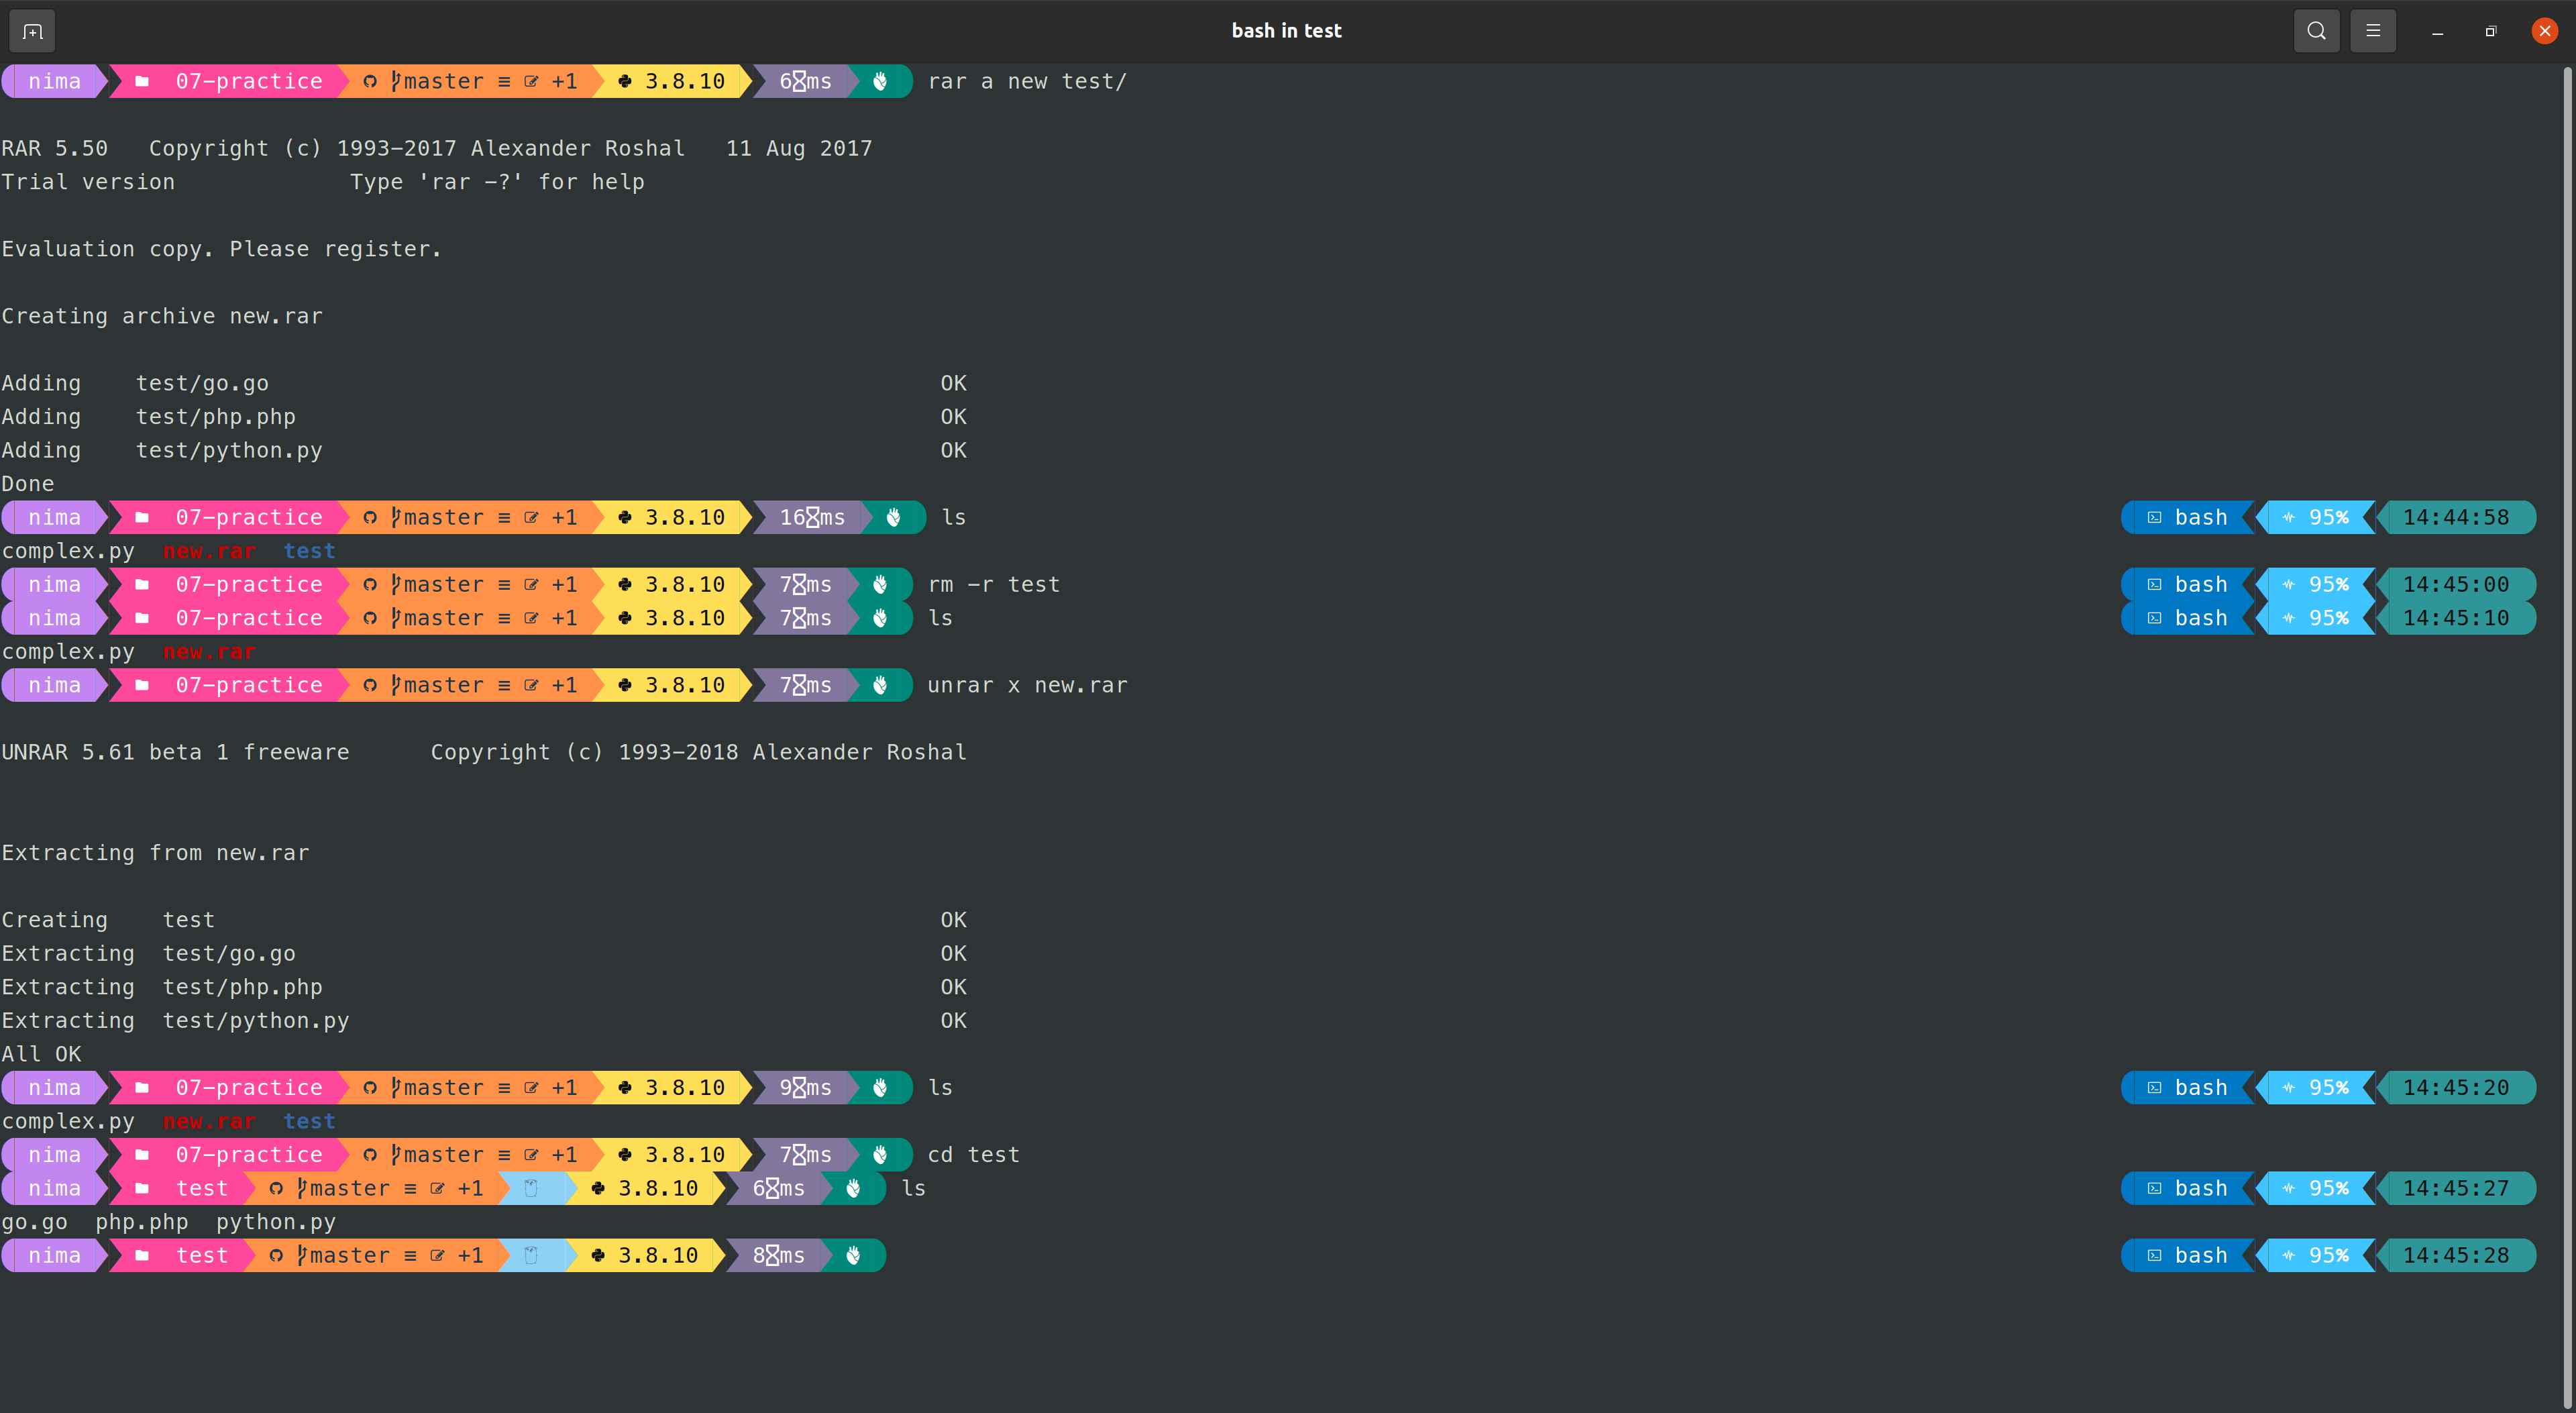 bash in test
nima 07-practice master ≡ +1 3.8.10 6ms rar a new test/
RAR 5.50 Copyright (c) 1993-2017 Alexander Roshal 11 Aug 2017
Trial version Type 'rar -?' for help
Evaluation copy. Please register.
Creating archive new.rar
Adding test/go.go OK
Adding test/php.php OK
Adding test/python.py OK
Done
nima 07-practice master ≡ +1 3.8.10 16ms ls bash 95% 14:44:58
complex.py new.rar test
nima 07-practice master ≡ +1 3.8.10 7ms rm -r test bash 95% 14:45:00
nima 07-practice master ≡ +1 3.8.10 7ms ls bash 95% 14:45:10
complex.py new.rar
nima 07-practice master ≡ +1 3.8.10 7ms unrar x new.rar
UNRAR 5.61 beta 1 freeware Copyright (c) 1993-2018 Alexander Roshal
Extracting from new.rar
Creating test OK
Extracting test/go.go OK
Extracting test/php.php OK
Extracting test/python.py OK
All OK
nima 07-practice master ≡ +1 3.8.10 9ms ls bash 95% 14:45:20
complex.py new.rar test
nima 07-practice master ≡ +1 3.8.10 7ms cd test
nima test master ≡ +1 3.8.10 6ms ls bash 95% 14:45:27
go.go php.php python.py
nima test master ≡ +1 3.8.10 8ms bash 95% 14:45:28